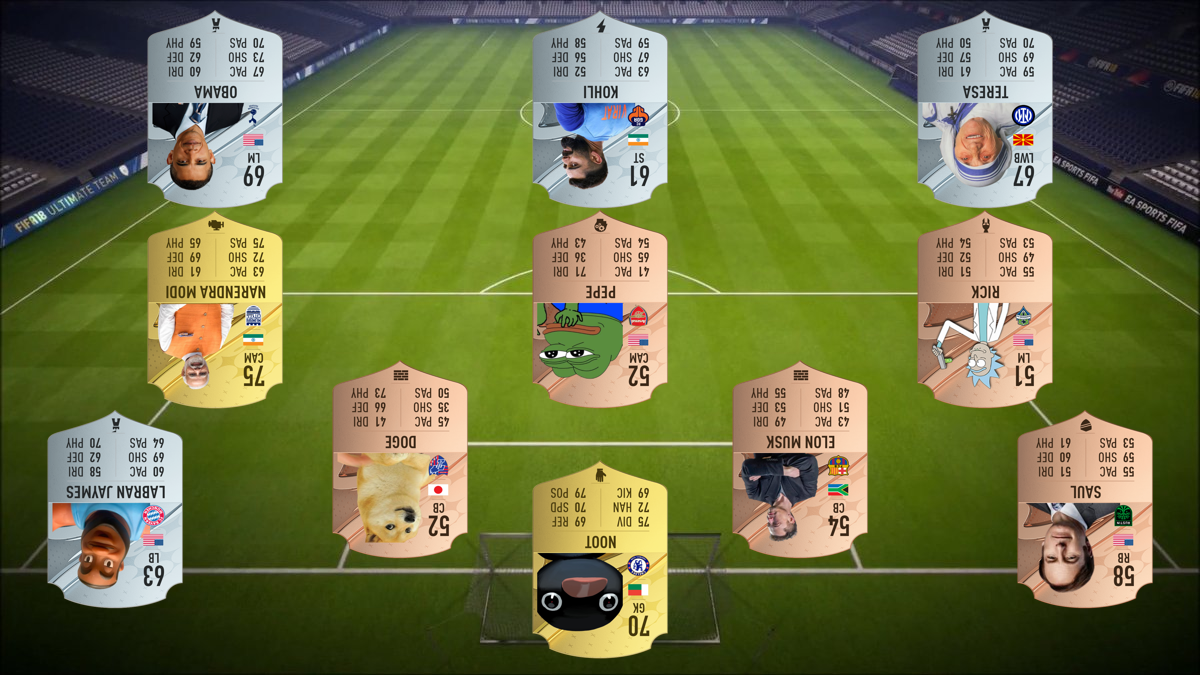 FIFA18 ULTIMATE TEAM
EA SPORTS FIFA
EA SPORTS FIFA
69
LM
OBAMA
67 PAC 60 DRI
73 SHO 62 DEF
70 PAS 59 PHY
61
ST
KOHLI
63 PAC 52 DRI
67 SHO 56 DEF
59 PAS 58 PHY
67
LWB
TERESA
59 PAC 61 DRI
69 SHO 57 DEF
70 PAS 50 PHY
75
CAM
NARENDRA MODI
63 PAC 61 DRI
72 SHO 69 DEF
75 PAS 65 PHY
52
CAM
PEPE
41 PAC 71 DRI
65 SHO 36 DEF
54 PAS 43 PHY
51
LM
RICK
55 PAC 51 DRI
49 SHO 52 DEF
53 PAS 54 PHY
63
LB
LABRAN JAYMES
60 PAC 58 DRI
69 SHO 62 DEF
64 PAS 70 PHY
52
CB
DOGE
45 PAC 41 DRI
35 SHO 66 DEF
50 PAS 73 PHY
54
CB
ELON MUSK
43 PAC 49 DRI
51 SHO 53 DEF
48 PAS 55 PHY
58
RB
SAUL
55 PAC 51 DRI
59 SHO 60 DEF
53 PAS 61 PHY
70
GK
NOOT
75 DIV 69 REF
72 HAN 70 SPD
69 KIC 79 POS